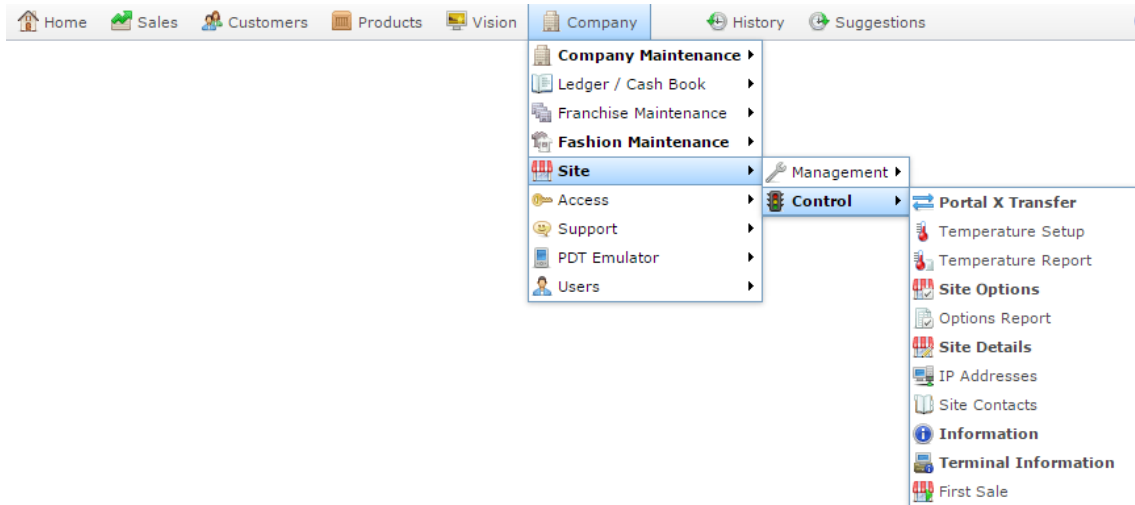 Home Sales Customers Products Vision Company History Suggestions
Company Maintenance
Ledger / Cash Book
Franchise Maintenance
Fashion Maintenance
Site
Access
Support
PDT Emulator
Users
Management
Control
Portal X Transfer
Temperature Setup
Temperature Report
Site Options
Options Report
Site Details
IP Addresses
Site Contacts
Information
Terminal Information
First Sale